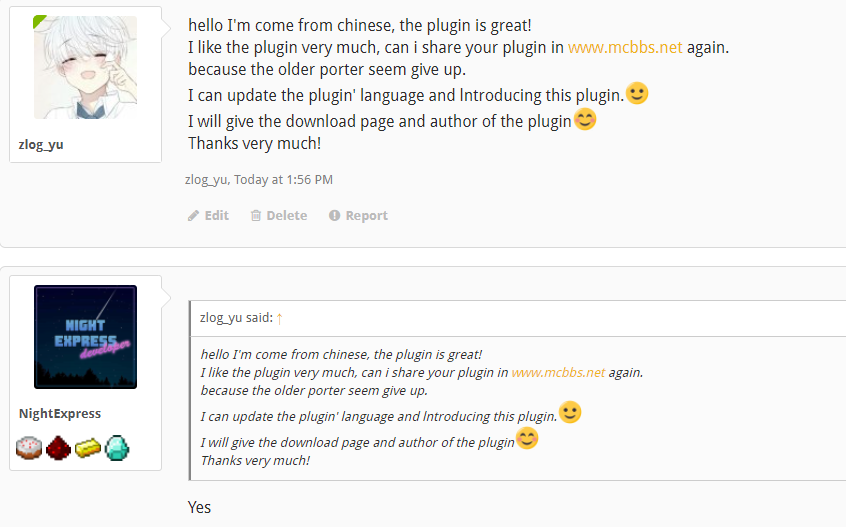 hello I'm come from chinese, the plugin is great!
I like the plugin very much, can i share your plugin in www.mcbbs.net again.
because the older porter seem give up.
I can update the plugin' language and lntroducing this plugin.
I will give the download page and author of the plugin
Thanks very much!
zlog_yu
zlog_yu, Today at 1:56 PM
Edit Delete Report
NIGHT
EXPRESS
developer
NightExpress
zlog_yu said: ↑
hello I'm come from chinese, the plugin is great!
I like the plugin very much, can i share your plugin in www.mcbbs.net again.
because the older porter seem give up.
I can update the plugin' language and lntroducing this plugin.
I will give the download page and author of the plugin
Thanks very much!
Yes